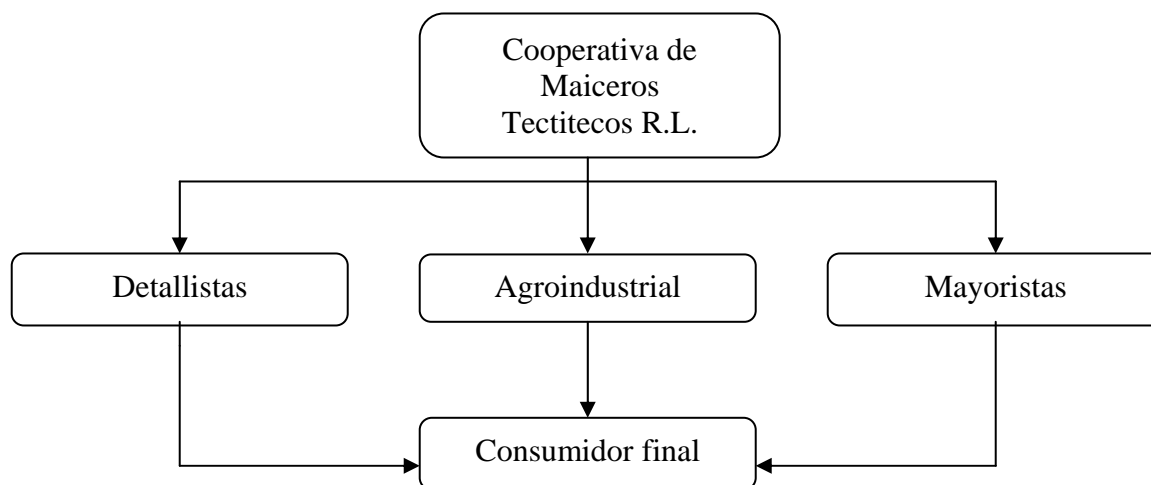 Cooperativa de
Maiceros
Tectitecos R.L.
Detallistas
Agroindustrial
Mayoristas
Consumidor final